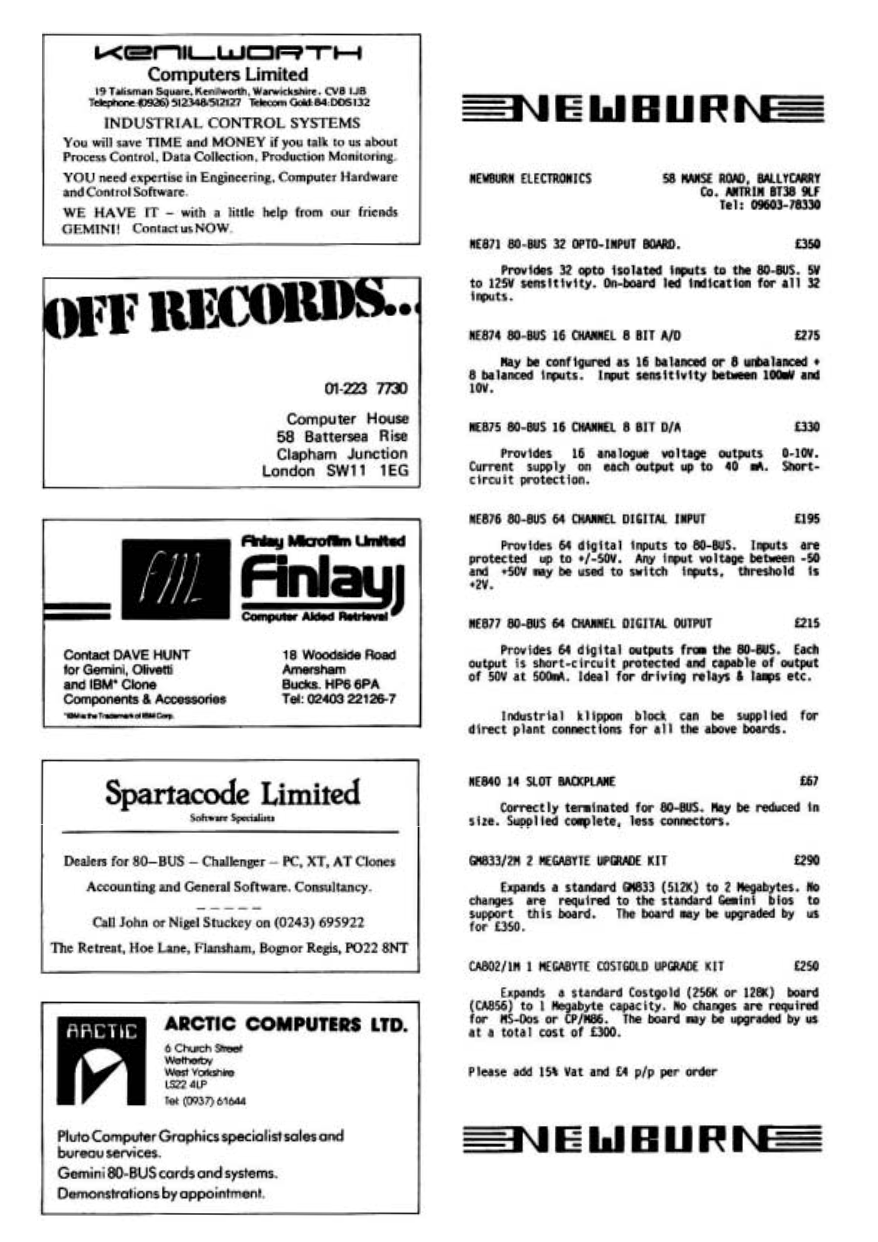 KENILWORTH
Computers Limited
19 Talisman Square, Kenilworth, Warwickshire. CV8 1JB
Telephone (0926) 512348/512127 Telecom Gold: 84:DDS132
INDUSTRIAL CONTROL SYSTEMS
You will save TIME and MONEY if you talk to us about
Process Control, Data Collection, Production Monitoring.
YOU need expertise in Engineering, Computer Hardware
and Control Software.
WE HAVE IT – with a little help from our friends
GEMINI! Contact us NOW.
OFF RECORDS...
01-223 7730
Computer House
58 Battersea Rise
Clapham Junction
London SW11 1EG
FML
Finlay Microfilm Limited
Finlay
Computer Aided Retrieval
Contact DAVE HUNT
for Gemini, Olivetti
and IBM* Clone
Components & Accessories
*IBM is the Trademark of IBM Corp.
18 Woodside Road
Amersham
Bucks. HP6 6PA
Tel: 02403 22126-7
Spartacode Limited
Software Specialists
Dealers for 80–BUS – Challenger – PC, XT, AT Clones
Accounting and General Software. Consultancy.
– – – – –
Call John or Nigel Stuckey on (0243) 695922
The Retreat, Hoe Lane, Flansham, Bognor Regis, PO22 8NT
ARCTIC
ARCTIC COMPUTERS LTD.
6 Church Street
Wetherby
West Yorkshire
LS22 4LP
Tel: (0937) 61644
Pluto Computer Graphics specialist sales and
bureau services.
Gemini 80-BUS cards and systems.
Demonstrations by appointment.
NEWBURN
NEWBURN ELECTRONICS 58 MANSE ROAD, BALLYCARRY
Co. ANTRIM BT38 9LF
Tel: 09603-78330
NE871 80-BUS 32 OPTO-INPUT BOARD. £350
Provides 32 opto isolated inputs to the 80-BUS. 5V
to 125V sensitivity. On-board led indication for all 32
inputs.
NE874 80-BUS 16 CHANNEL 8 BIT A/D £275
May be configured as 16 balanced or 8 unbalanced +
8 balanced inputs. Input sensitivity between 100mV and
10V.
NE875 80-BUS 16 CHANNEL 8 BIT D/A £330
Provides 16 analogue voltage outputs 0-10V.
Current supply on each output up to 40 mA. Short-
circuit protection.
NE876 80-BUS 64 CHANNEL DIGITAL INPUT £195
Provides 64 digital inputs to 80-BUS. Inputs are
protected up to +/-50V. Any input voltage between -50
and +50V may be used to switch inputs, threshold is
+2V.
NE877 80-BUS 64 CHANNEL DIGITAL OUTPUT £215
Provides 64 digital outputs from the 80-BUS. Each
output is short-circuit protected and capable of output
of 50V at 500mA. Ideal for driving relays & lamps etc.
Industrial klippon block can be supplied for
direct plant connections for all the above boards.
NE840 14 SLOT BACKPLANE £67
Correctly terminated for 80-BUS. May be reduced in
size. Supplied complete, less connectors.
GM833/2M 2 MEGABYTE UPGRADE KIT £290
Expands a standard GM833 (512K) to 2 Megabytes. No
changes are required to the standard Gemini bios to
support this board. The board may be upgraded by us
for £350.
CA802/1M 1 MEGABYTE COSTGOLD UPGRADE KIT £250
Expands a standard Costgold (256K or 128K) board
(CA856) to 1 Megabyte capacity. No changes are required
for MS-Dos or CP/M86. The board may be upgraded by us
at a total cost of £300.
Please add 15% Vat and £4 p/p per order
NEWBURN